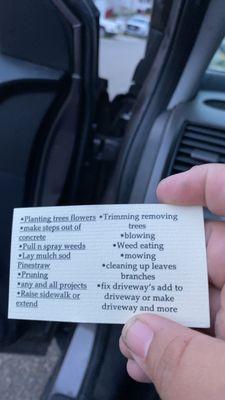 •Planting trees flowers
•make steps out of
concrete
•Pull n spray weeds
•Lay mulch sod
Pinestraw
•Pruning
•any and all projects
•Raise sidewalk or
extend
•Trimming removing
trees
•blowing
•Weed eating
•mowing
•cleaning up leaves
branches
•fix driveway's add to
driveway or make
driveway and more